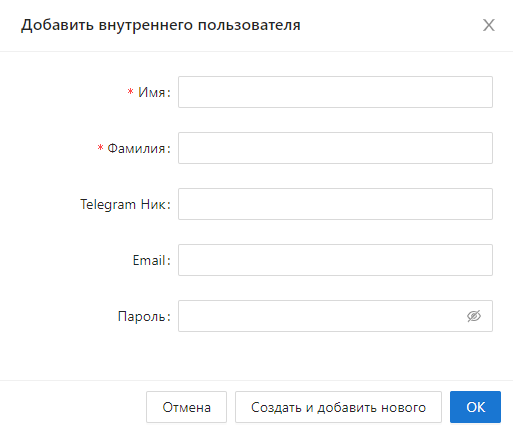 Добавить внутреннего пользователя
* Имя:
* Фамилия:
Telegram Ник:
Email:
Пароль:
Отмена
Создать и добавить нового
OK